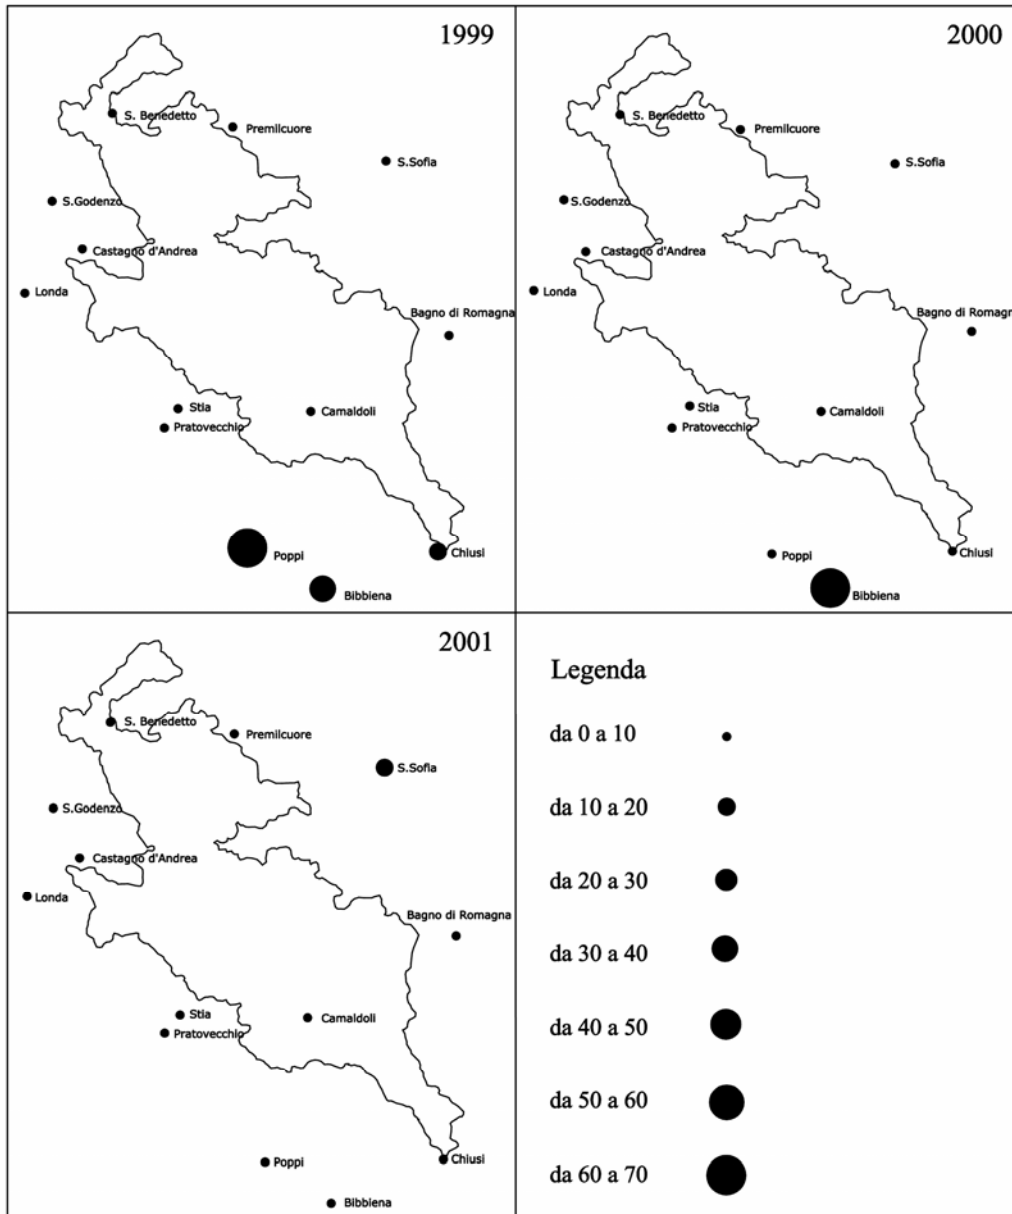 1999
S. Benedetto
Premilcuore
S.Sofia
S.Godenzo
Castagno d'Andrea
Londa
Bagno di Romagna
Stia
Camaldoli
Pratovecchio
Poppi
Chiusi
Bibbiena
2000
S. Benedetto
Premilcuore
S.Sofia
S.Godenzo
Castagno d'Andrea
Londa
Bagno di Romagn
Stia
Camaldoli
Pratovecchio
Poppi
Chiusi
Bibbiena
2001
S. Benedetto
Premilcuore
S.Sofia
S.Godenzo
Castagno d'Andrea
Londa
Bagno di Romagna
Stia
Camaldoli
Pratovecchio
Poppi
Chiusi
Bibbiena
Legenda
da 0 a 10
da 10 a 20
da 20 a 30
da 30 a 40
da 40 a 50
da 50 a 60
da 60 a 70